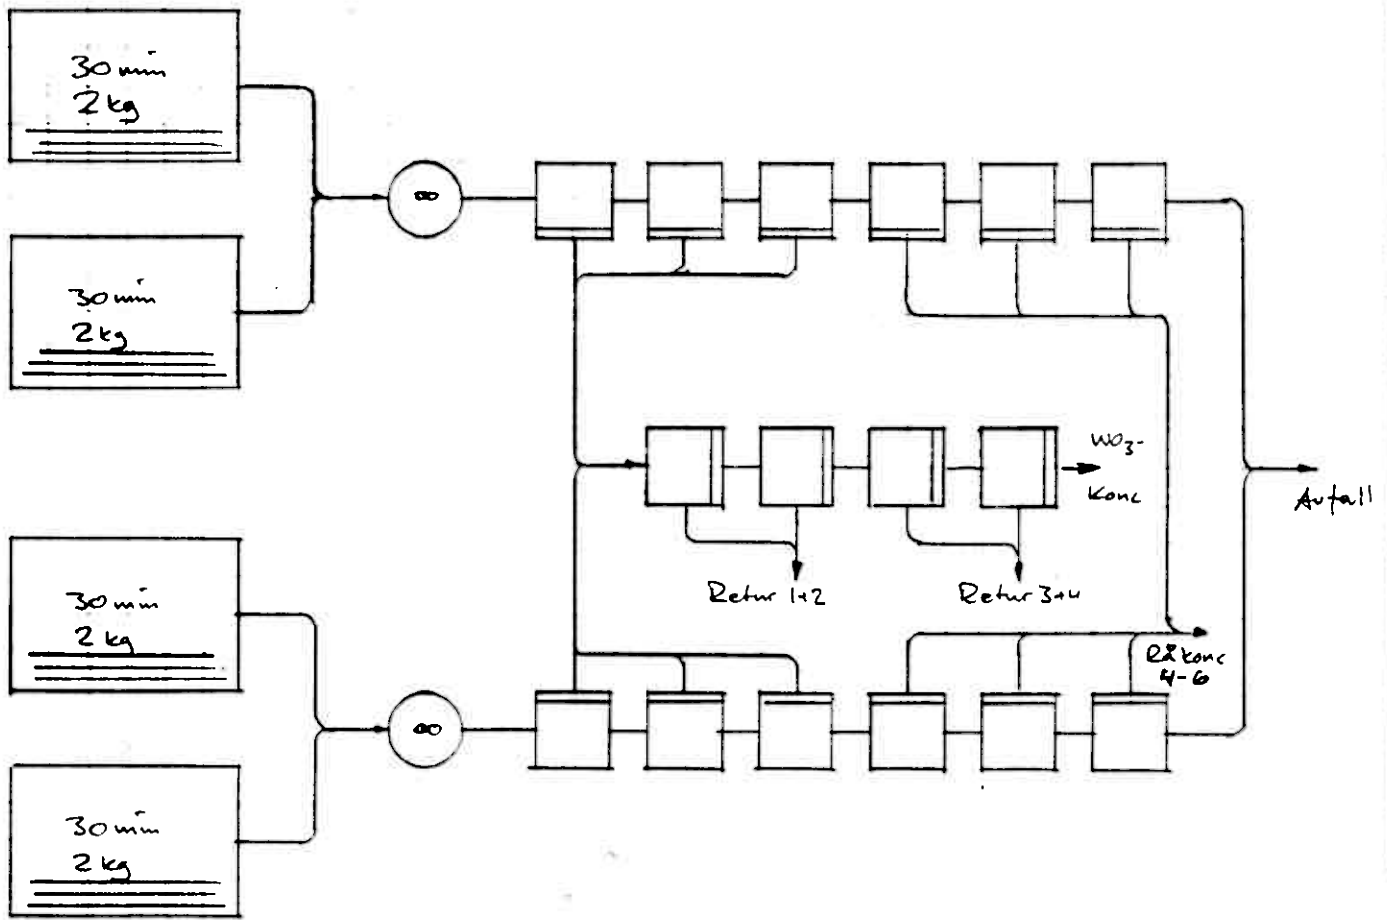 30 min
2 kg
∞
30 min
2 kg
WO3-
Konc
Avfall
Retur 1+2
Retur 3+4
30 min
2 kg
Råkonc
4-6
∞
30 min
2 kg